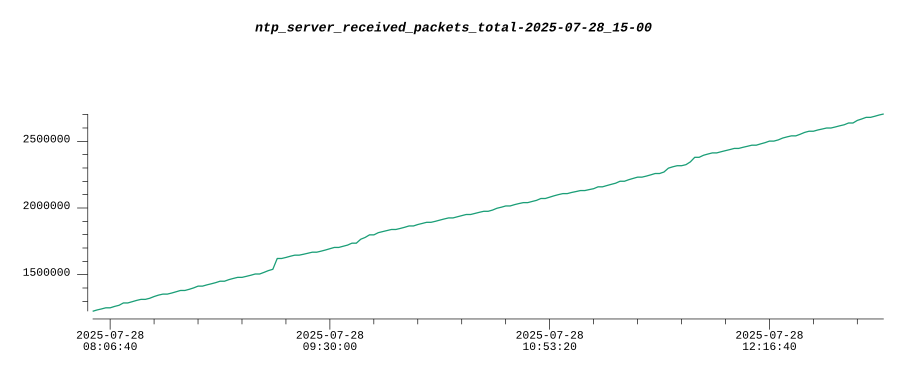 ntp_server_received_packets_total-2025-07-28_15-00
2500000
2000000
1500000
2025-07-28 2025-07-28 2025-07-28 2025-07-28
08:06:40 09:30:00 10:53:20 12:16:40